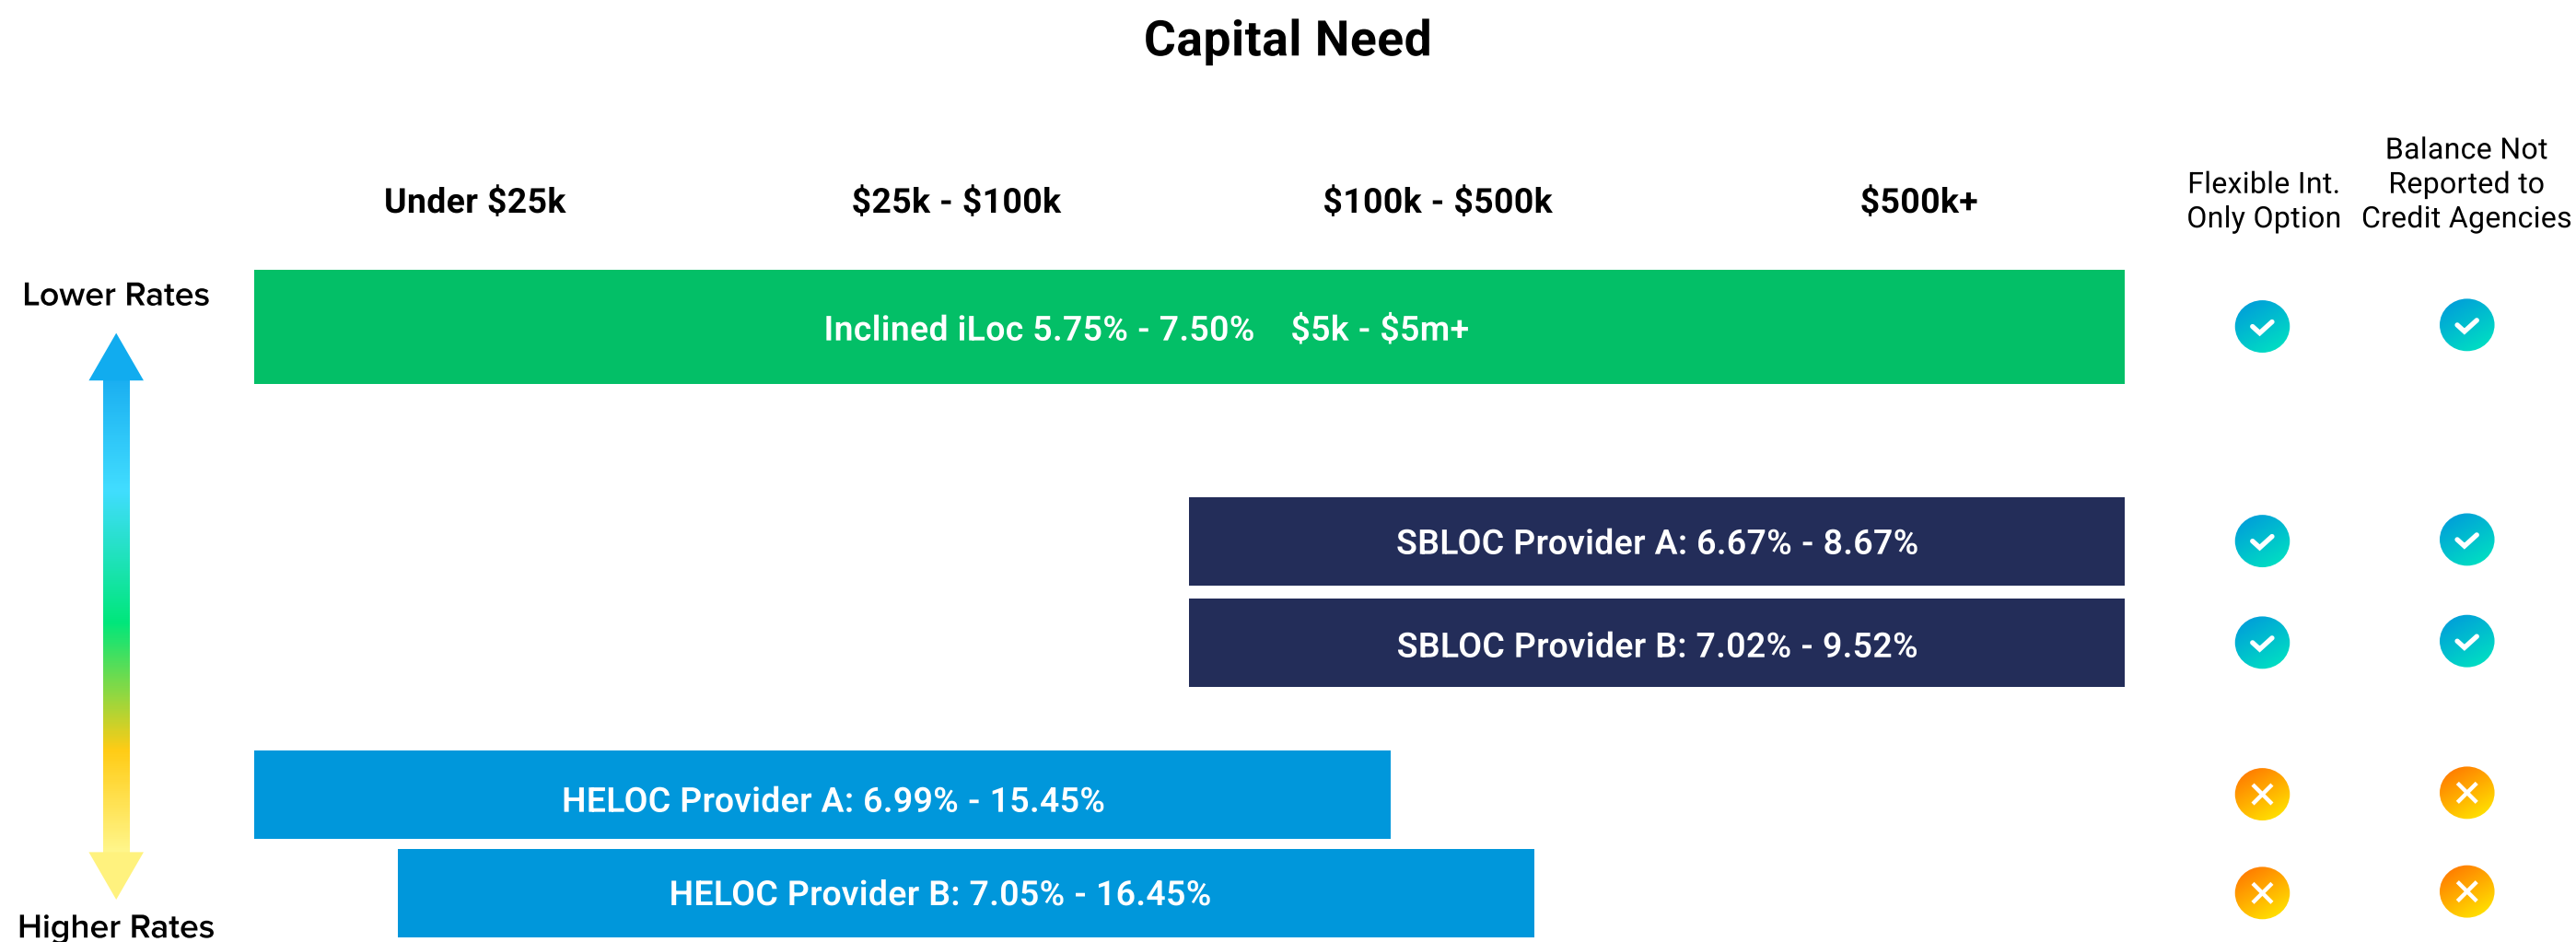 Capital Need
Under $25k
$25k - $100k
$100k - $500k
$500k+
Flexible Int.
Only Option
Balance Not
Reported to
Credit Agencies
Lower Rates
Inclined iLoc 5.75% - 7.50% $5k - $5m+
SBLOC Provider A: 6.67% - 8.67%
SBLOC Provider B: 7.02% - 9.52%
HELOC Provider A: 6.99% - 15.45%
HELOC Provider B: 7.05% - 16.45%
Higher Rates